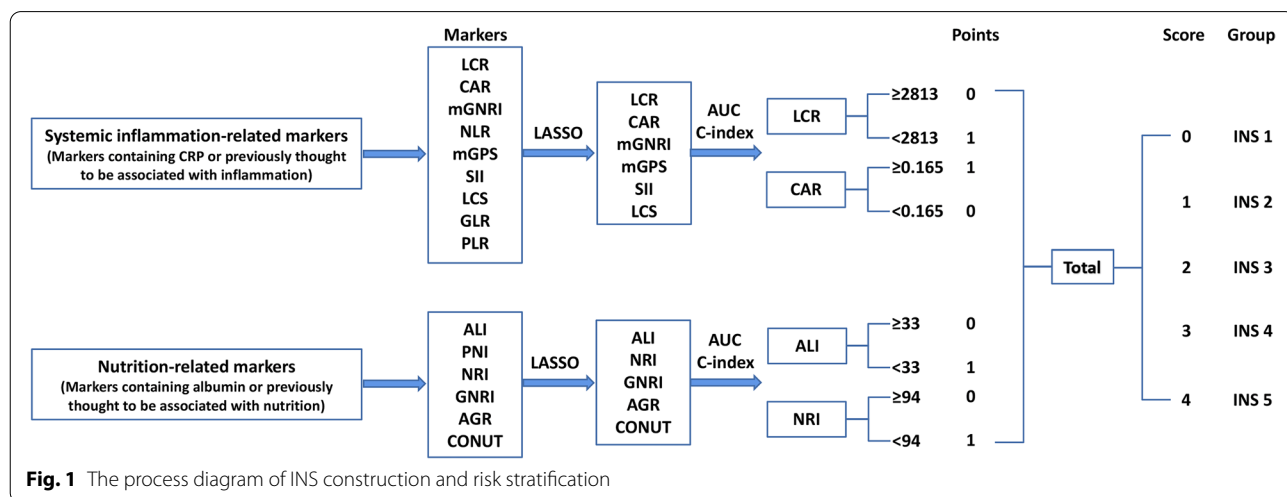 Markers
Points
Score
Group
Systemic inflammation-related markers
(Markers containing CRP or previously thought
to be associated with inflammation)
LCR
CAR
mGNRI
NLR
mGPS
SII
LCS
GLR
PLR
LASSO
LCR
CAR
mGNRI
mGPS
SII
LCS
AUC
C-index
LCR
≥2813 0
<2813 1
CAR
≥0.165 1
<0.165 0
Nutrition-related markers
(Markers containing albumin or previously
thought to be associated with nutrition)
ALI
PNI
NRI
GNRI
AGR
CONUT
LASSO
ALI
NRI
GNRI
AGR
CONUT
AUC
C-index
ALI
≥33 0
<33 1
NRI
≥94 0
<94 1
Total
0 INS 1
1 INS 2
2 INS 3
3 INS 4
4 INS 5
Fig. 1 The process diagram of INS construction and risk stratification